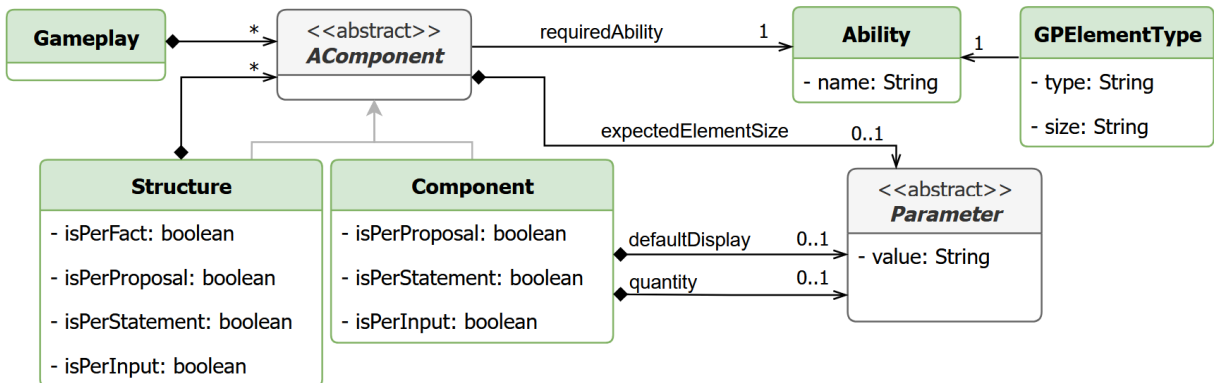 Gameplay
*
<<abstract>>
AComponent
requiredAbility
1
Ability
- name: String
1
GPElementType
- type: String
- size: String
*
expectedElementSize
0..1
Structure
- isPerFact: boolean
- isPerProposal: boolean
- isPerStatement: boolean
- isPerInput: boolean
Component
- isPerProposal: boolean
- isPerStatement: boolean
- isPerInput: boolean
defaultDisplay
0..1
quantity
0..1
<<abstract>>
Parameter
- value: String